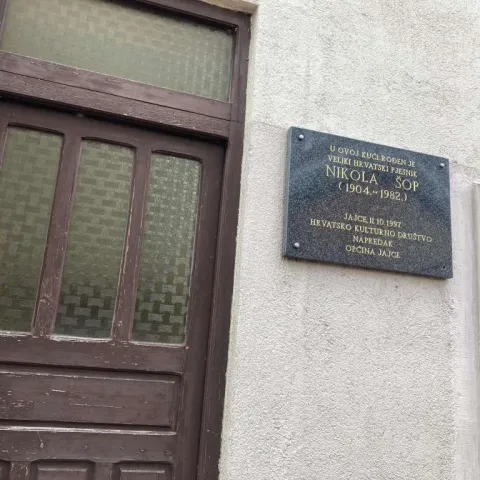 U OVOJ KUĆI ROĐEN JE
VELIKI HRVATSKI PJESNIK
NIKOLA ŠOP
(1904.-1982.)
JAJCE, 11.10.1997
HRVATSKO KULTURNO DRUŠTVO
NAPREDAK
OPĆINA JAJCE